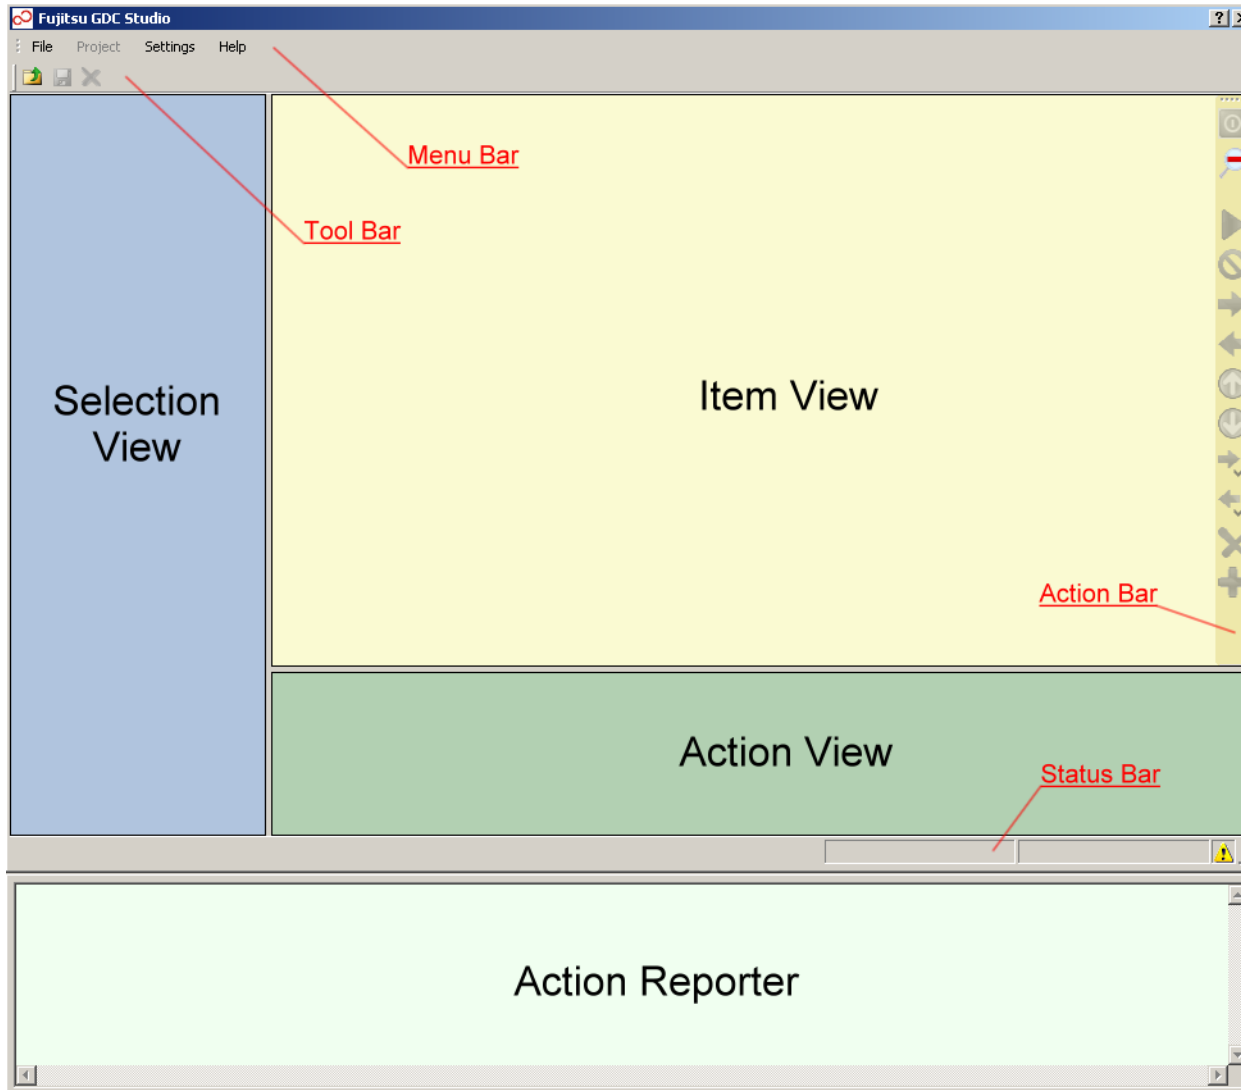 Fujitsu GDC Studio
File Project Settings Help
Menu Bar
Tool Bar
Selection
View
Item View
Action Bar
Action View
Status Bar
Action Reporter